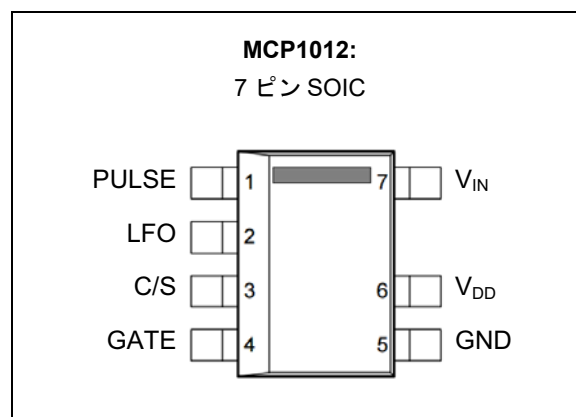 MCP1012:
7 ピン SOIC
PULSE 1 7 VIN
LFO 2
C/S 3 6 VDD
GATE 4 5 GND